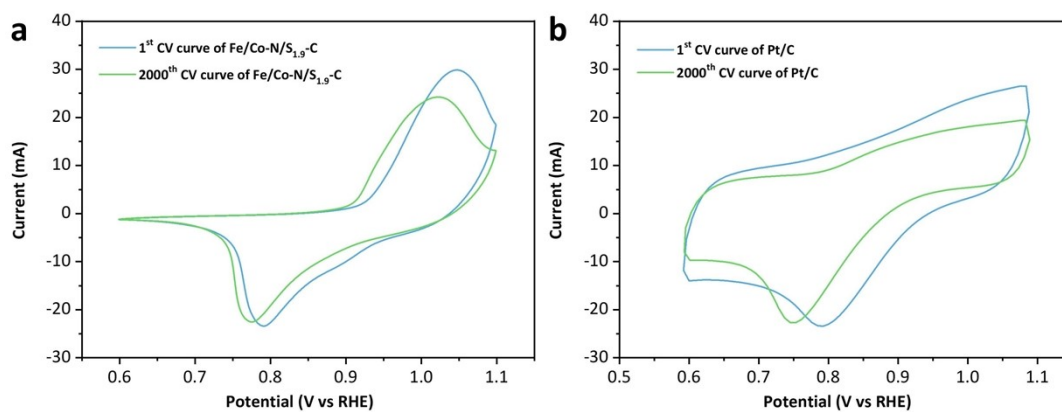 a
1st CV curve of Fe/Co-N/S1.9-C
2000th CV curve of Fe/Co-N/S1.9-C
Current (mA)
40
30
20
10
0
-10
-20
-30
0.6 0.7 0.8 0.9 1.0 1.1
Potential (V vs RHE)
b
1st CV curve of Pt/C
2000th CV curve of Pt/C
Current (mA)
40
30
20
10
0
-10
-20
-30
0.5 0.6 0.7 0.8 0.9 1.0 1.1
Potential (V vs RHE)